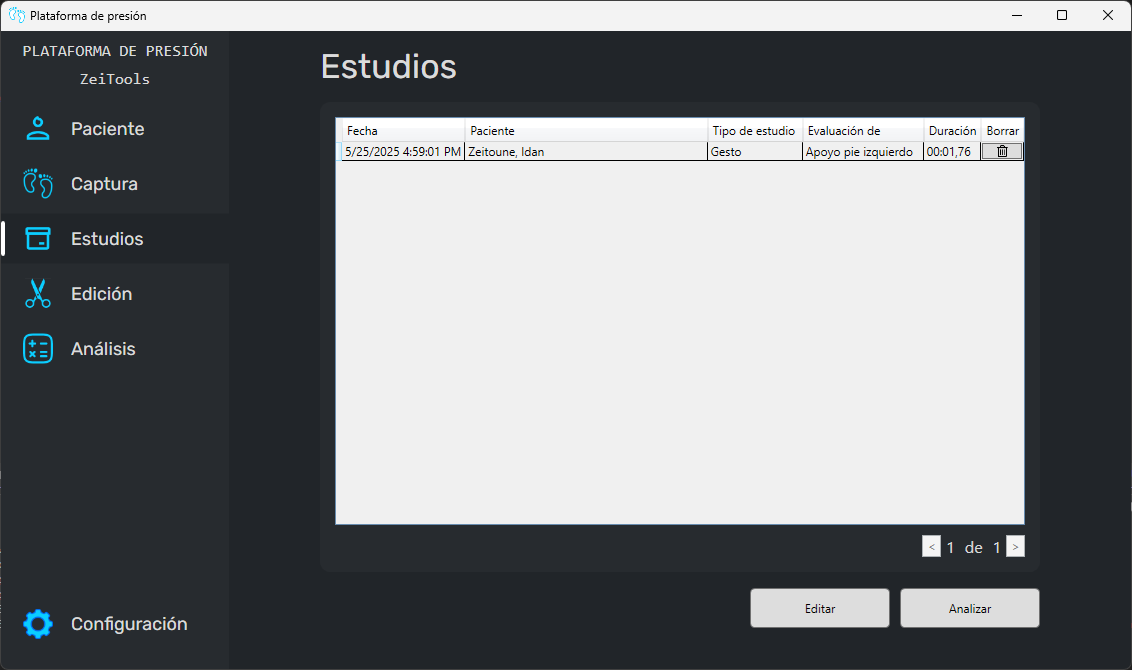 Plataforma de presión
PLATAFORMA DE PRESIÓN
ZeiTools
Paciente
Captura
Estudios
Edición
Análisis
Configuración
Estudios
Fecha Paciente Tipo de estudio Evaluación de Duración Borrar
5/25/2025 4:59:01 PM Zeitoune, Idan Gesto Apoyo pie izquierdo 00:01,76
< 1 de 1 >
Editar Analizar